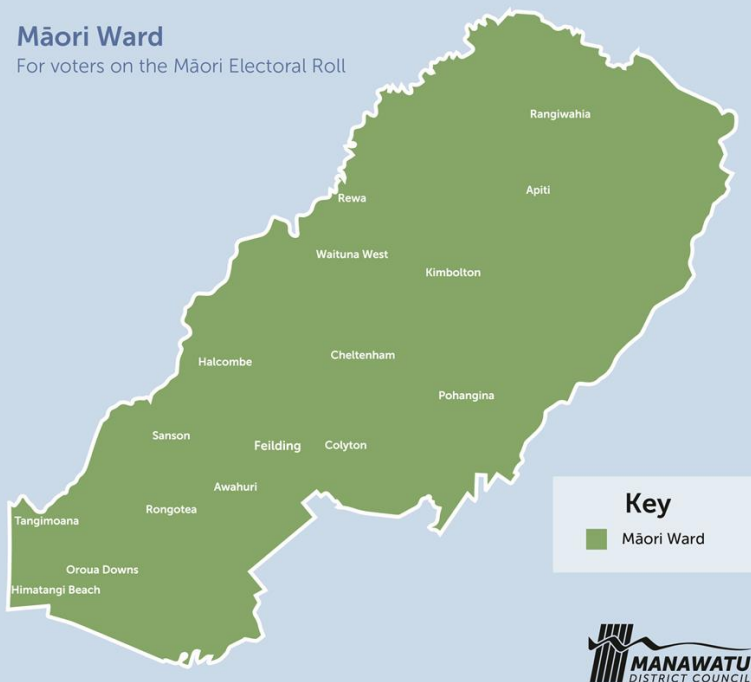 Māori Ward
For voters on the Māori Electoral Roll
Rangiwahia
Apiti
Rewa
Waituna West
Kimbolton
Cheltenham
Halcombe
Pohangina
Sanson
Feilding
Colyton
Awahuri
Rongotea
Tangimoana
Oroua Downs
Himatangi Beach
Key
Māori Ward
MANAWATU
DISTRICT COUNCIL